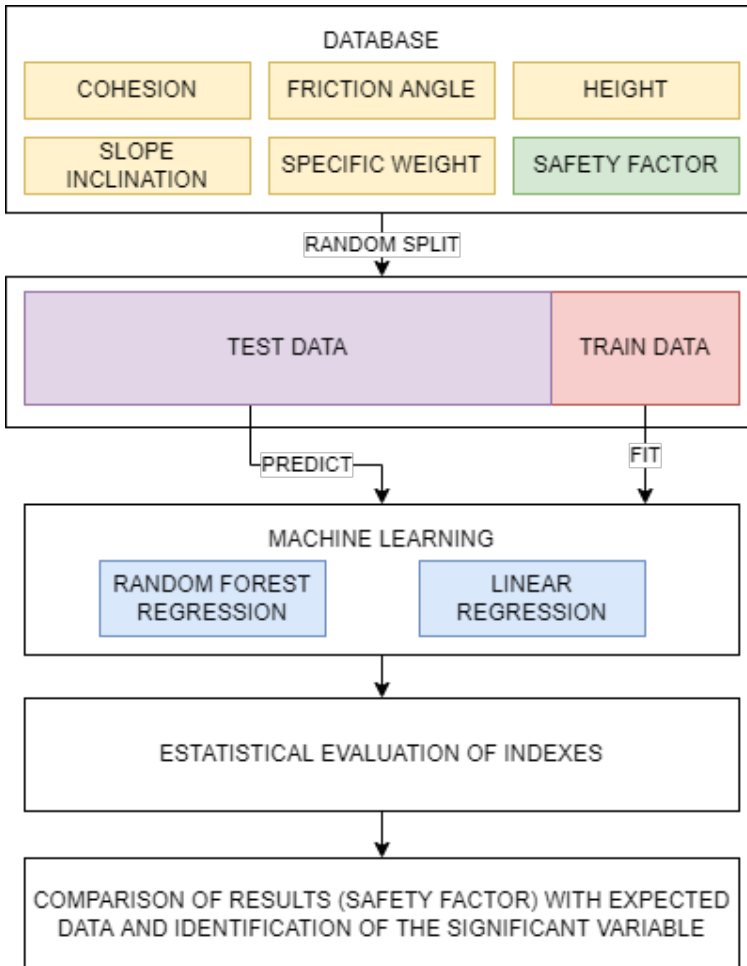 DATABASE
COHESION
FRICTION ANGLE
HEIGHT
SLOPE
INCLINATION
SPECIFIC WEIGHT
SAFETY FACTOR
RANDOM SPLIT
TEST DATA
TRAIN DATA
PREDICT
FIT
MACHINE LEARNING
RANDOM FOREST
REGRESSION
LINEAR
REGRESSION
ESTATISTICAL EVALUATION OF INDEXES
COMPARISON OF RESULTS (SAFETY FACTOR) WITH EXPECTED
DATA AND IDENTIFICATION OF THE SIGNIFICANT VARIABLE